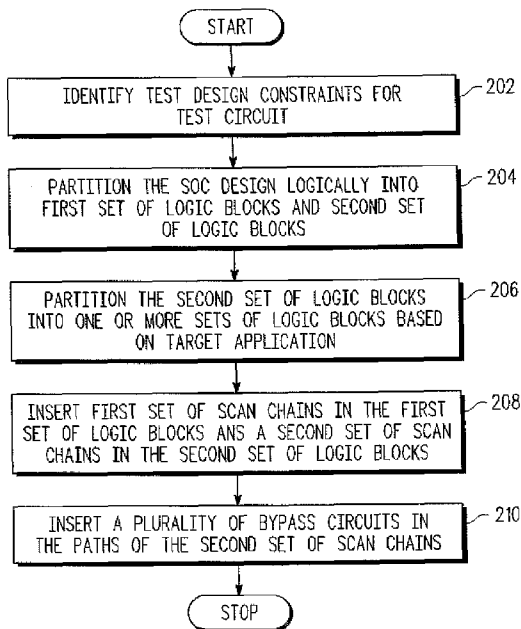 START
IDENTIFY TEST DESIGN CONSTRAINTS FOR
TEST CIRCUIT
202
PARTITION THE SOC DESIGN LOGICALLY INTO
FIRST SET OF LOGIC BLOCKS AND SECOND SET
OF LOGIC BLOCKS
204
PARTITION THE SECOND SET OF LOGIC BLOCKS
INTO ONE OR MORE SETS OF LOGIC BLOCKS BASED
ON TARGET APPLICATION
206
INSERT FIRST SET OF SCAN CHAINS IN THE FIRST
SET OF LOGIC BLOCKS ANS A SECOND SET OF SCAN
CHAINS IN THE SECOND SET OF LOGIC BLOCKS
208
INSERT A PLURALITY OF BYPASS CIRCUITS IN
THE PATHS OF THE SECOND SET OF SCAN CHAINS
210
STOP